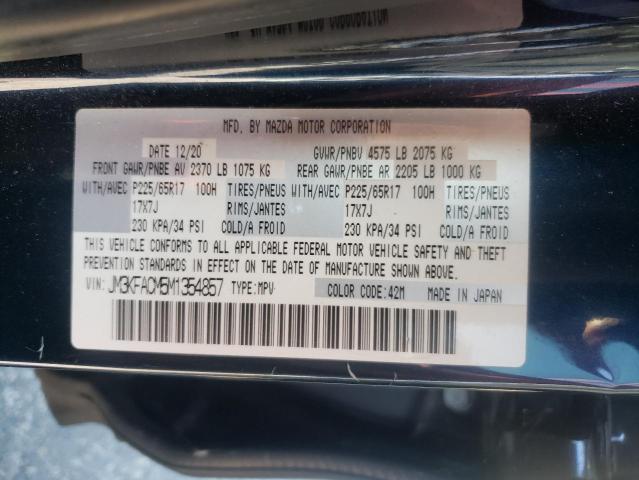 MFD. BY MAZDA MOTOR CORPORATION
DATE 12/20 GVWR/PNBV 4575 LB 2075 KG
FRONT GAWR/PNBE AV 2370 LB 1075 KG REAR GAWR/PNBE AR 2205 LB 1000 KG
WITH/AVEC P225/65R17 100H TIRES/PNEUS WITH/AVEC P225/65R17 100H TIRES/PNEUS
17X7J RIMS/JANTES 17X7J RIMS/JANTES
230 KPA/34 PSI COLD/A FROID 230 KPA/34 PSI COLD/A FROID
THIS VEHICLE CONFORMS TO ALL APPLICABLE FEDERAL MOTOR VEHICLE SAFETY AND THEFT
PREVENTION STANDARDS IN EFFECT ON THE DATE OF MANUFACTURE SHOWN ABOVE.
VIN: JM3KFACM5M1354857 TYPE:MPV COLOR CODE:42M MADE IN JAPAN